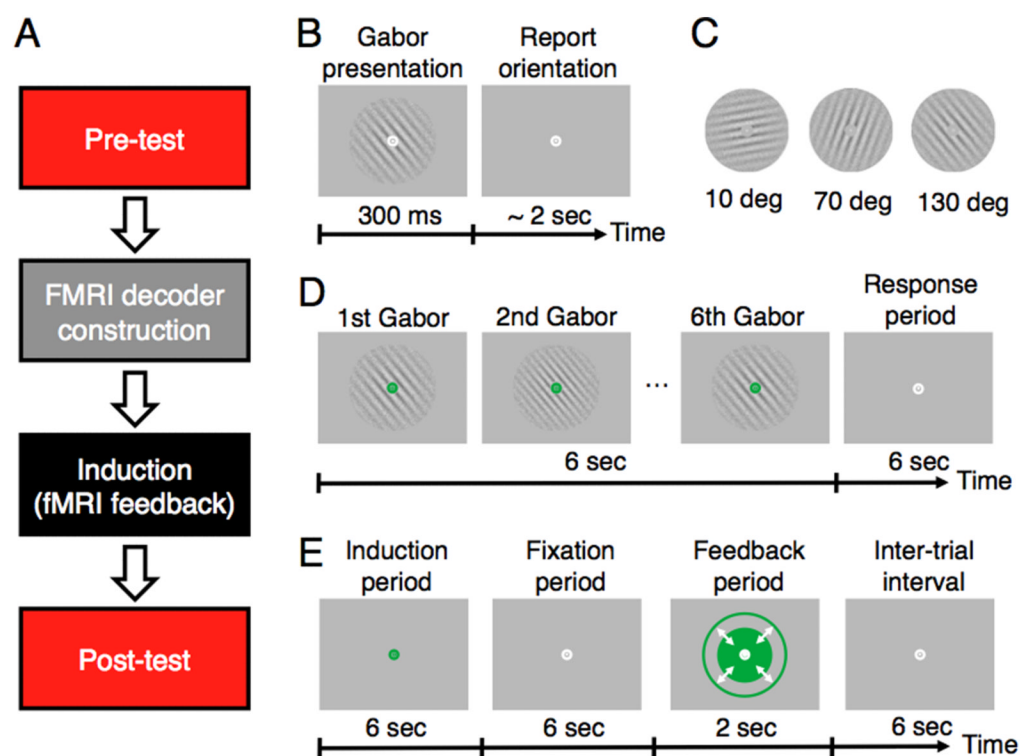 A
Pre-test
FMRI decoder
construction
Induction
(fMRI feedback)
Post-test
B
Gabor
presentation
Report
orientation
300 ms
~ 2 sec
Time
C
10 deg
70 deg
130 deg
D
1st Gabor
2nd Gabor
...
6th Gabor
Response
period
6 sec
6 sec
Time
E
Induction
period
Fixation
period
Feedback
period
Inter-trial
interval
6 sec
6 sec
2 sec
6 sec
Time